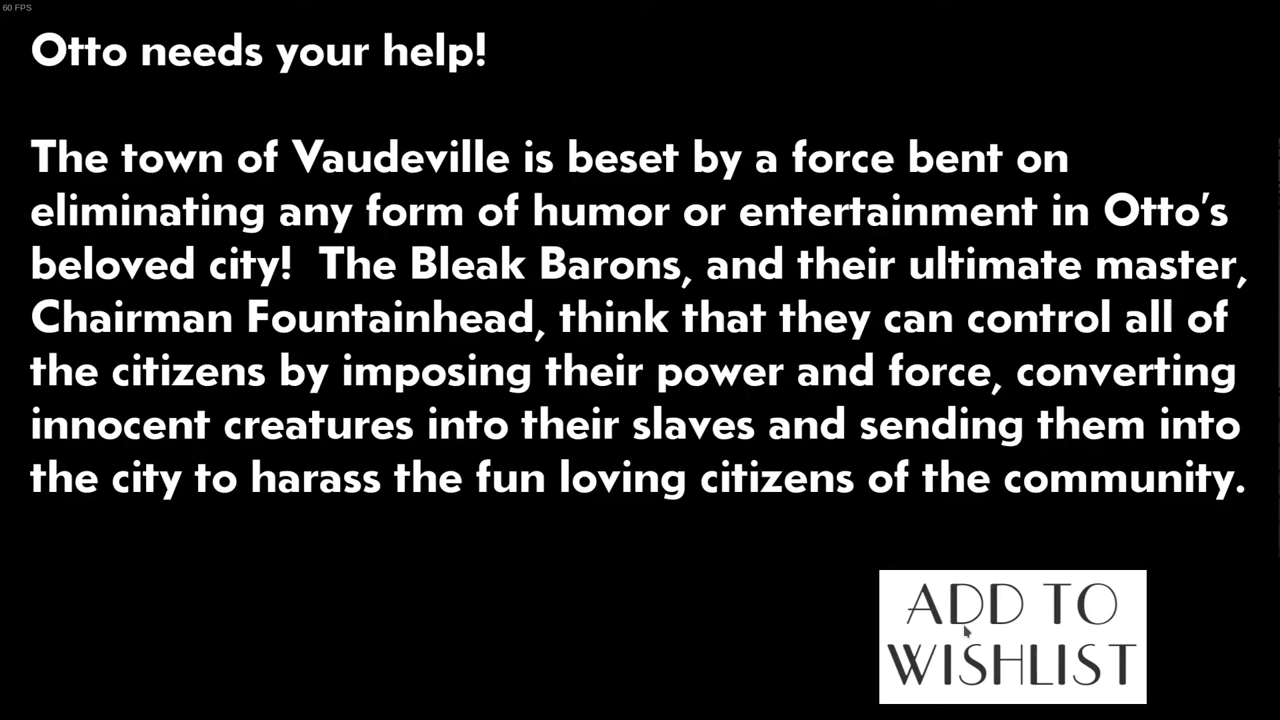 60 FPS
Otto needs your help!
The town of Vaudeville is beset by a force bent on
eliminating any form of humor or entertainment in Otto's
beloved city!  The Bleak Barons, and their ultimate master,
Chairman Fountainhead, think that they can control all of
the citizens by imposing their power and force, converting
innocent creatures into their slaves and sending them into
the city to harass the fun loving citizens of the community.
ADD TO
WISHLIST